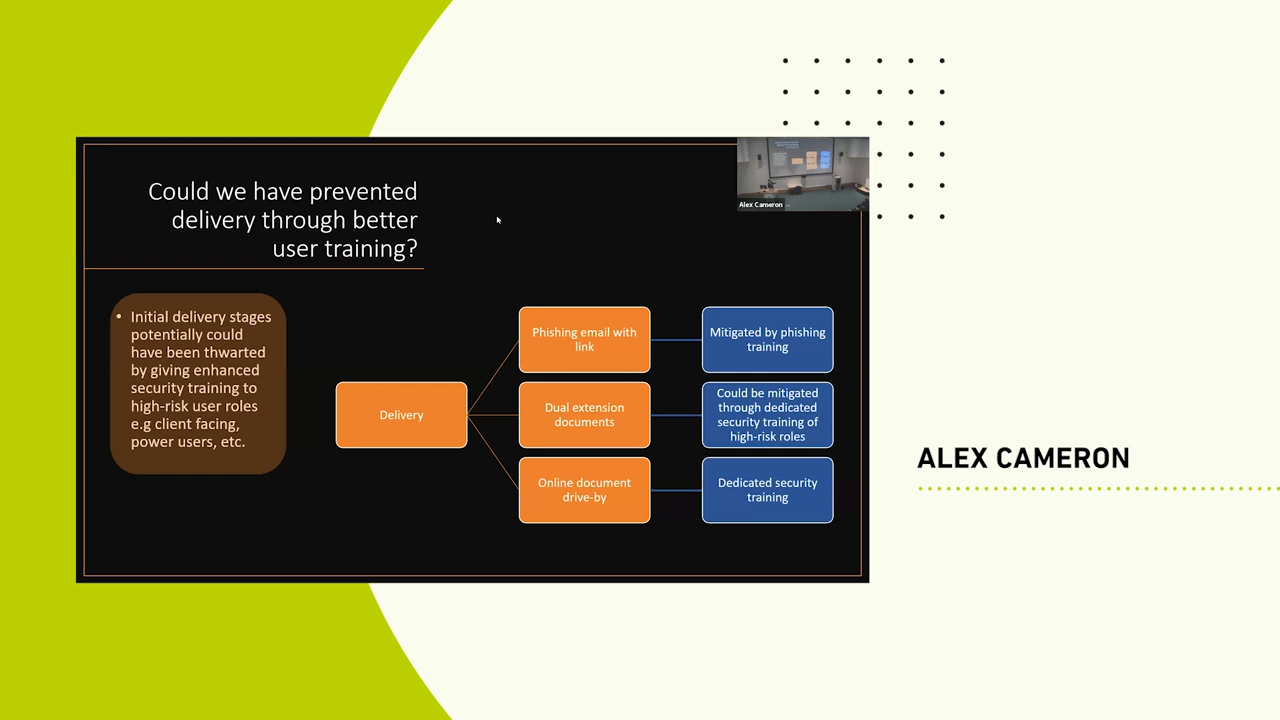 Could we have prevented
delivery through better
user training?
Alex Cameron
• Initial delivery stages
potentially could
have been thwarted
by giving enhanced
security training to
high-risk user roles
e.g client facing,
power users, etc.
Delivery
Phishing email with
link
Mitigated by phishing
training
Dual extension
documents
Could be mitigated
through dedicated
security training of
high-risk roles
Online document
drive-by
Dedicated security
training
ALEX CAMERON